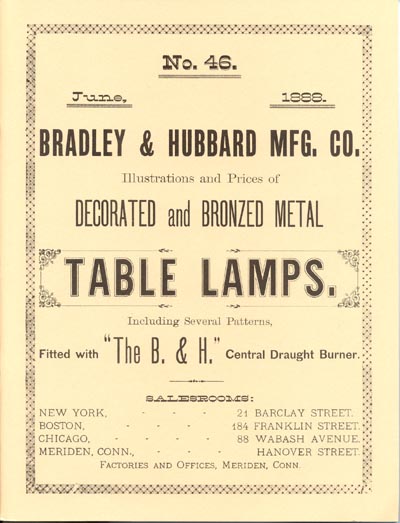 No. 46.
June, 1888.
BRADLEY & HUBBARD MFG. CO.
Illustrations and Prices of
DECORATED and BRONZED METAL
TABLE LAMPS.
Including Several Patterns,
Fitted with "The B. & H." Central Draught Burner.
SALESROOMS:
NEW YORK, - - - - 21 BARCLAY STREET.
BOSTON, - - - - 184 FRANKLIN STREET.
CHICAGO, - - - - 88 WABASH AVENUE.
MERIDEN, CONN., - - - HANOVER STREET.
FACTORIES AND OFFICES, MERIDEN, CONN.